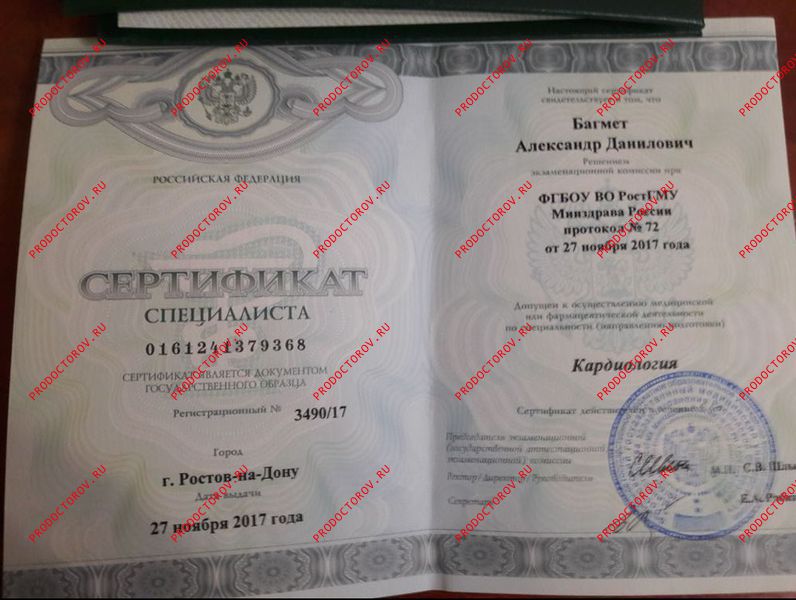 РОССИЙСКАЯ ФЕДЕРАЦИЯ
СЕРТИФИКАТ
СПЕЦИАЛИСТА
0161241379368
СЕРТИФИКАТ ЯВЛЯЕТСЯ ДОКУМЕНТОМ
ГОСУДАРСТВЕННОГО ОБРАЗЦА
Регистрационный № 3490/17
Город
г. Ростов-на-Дону
Дата выдачи
27 ноября 2017 года
Настоящий сертификат
свидетельствует о том, что
Багмет
Александр Данилович
Решением
экзаменационной комиссии при
ФГБОУ ВО РостГМУ
Минздрава России
протокол № 72
от 27 ноября 2017 года
Допущен к осуществлению медицинской
или фармацевтической деятельности
по специальности (направлению подготовки)
Кардиология
Сертификат действителен в течение
Председатель экзаменационной
(государственной аттестационной,
экзаменационной) комиссии
М.П. С.В.
Ректор/Директор/Руководитель
Секретарь
PRODOCTOROV.RU